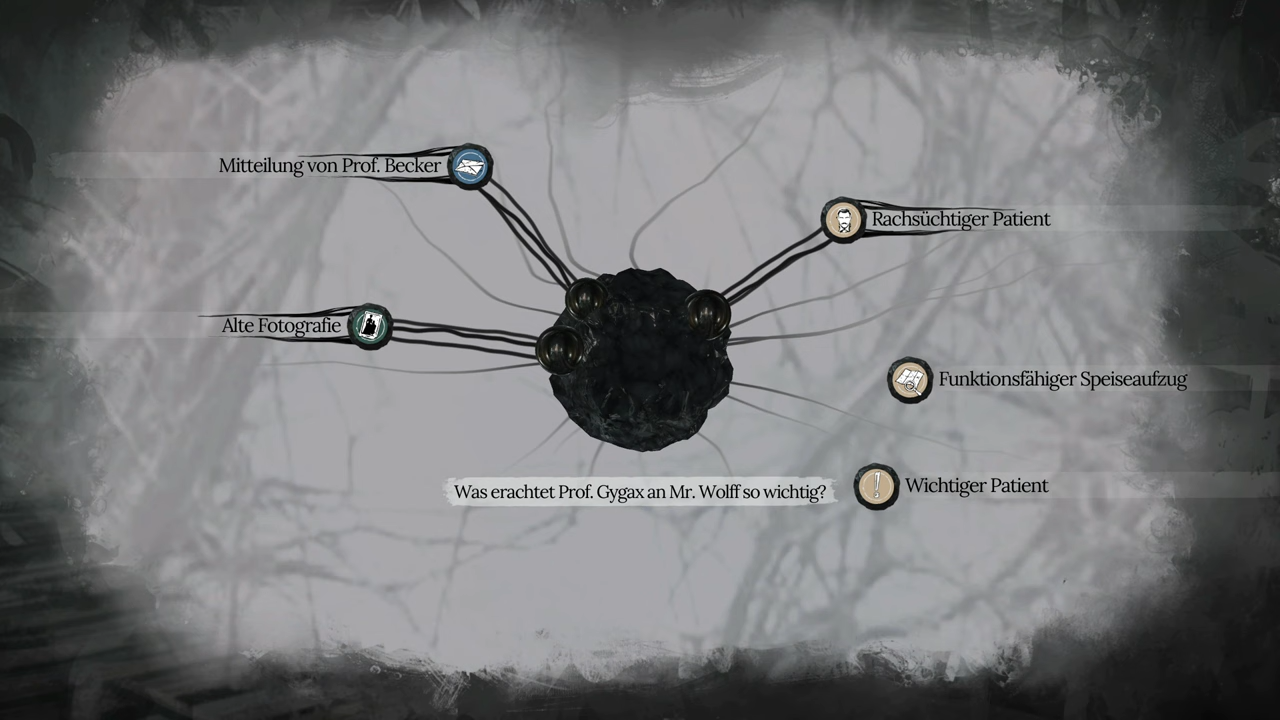 Mitteilung von Prof. Becker
Rachsüchtiger Patient
Alte Fotografie
Funktionsfähiger Speiseaufzug
Was erachtet Prof. Gygax an Mr. Wolff so wichtig?
Wichtiger Patient